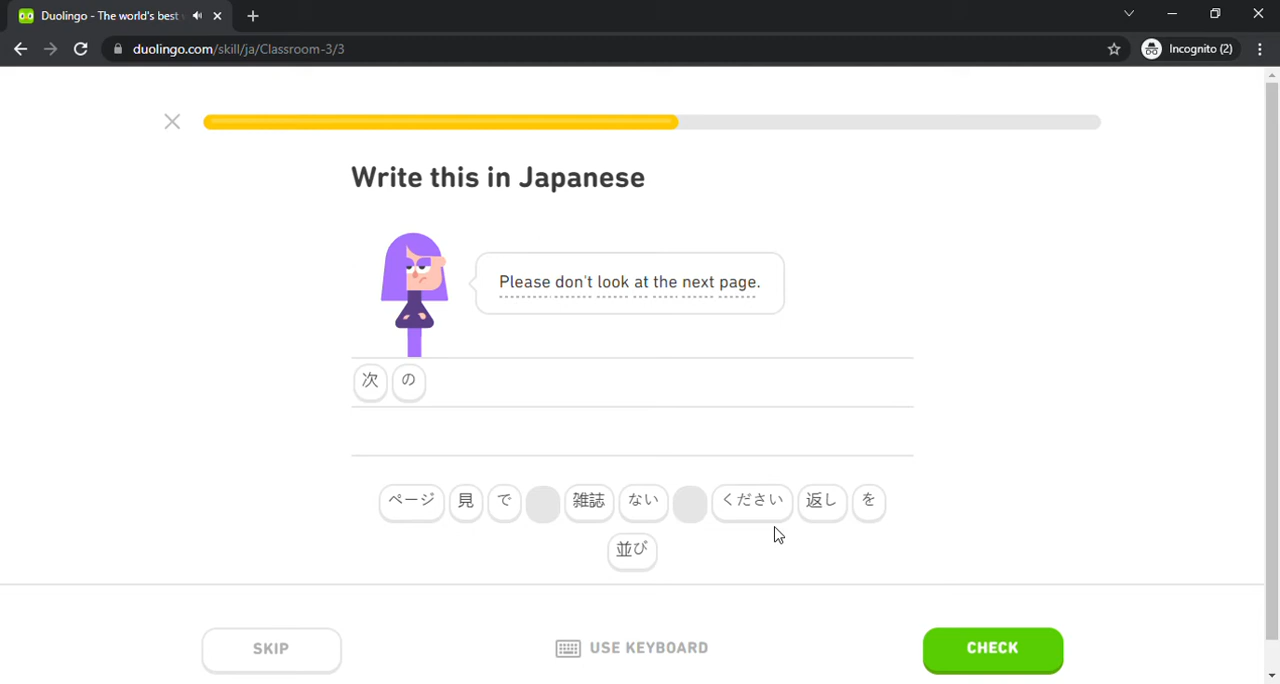 Duolingo - The world's best
duolingo.com/skill/ja/Classroom-3/3
Incognito (2)
Write this in Japanese
Please don't look at the next page.
次 の
ページ 見 で 雑誌 ない ください 返し を
並び
SKIP
USE KEYBOARD
CHECK